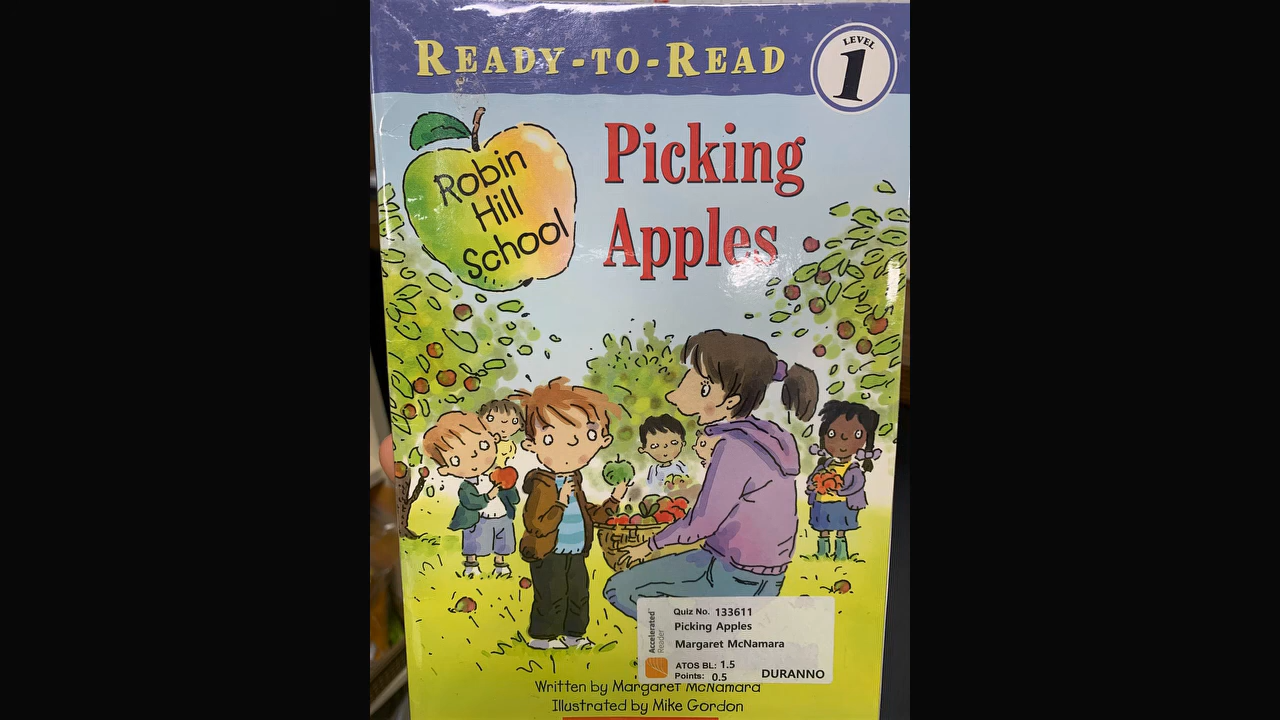 READY-TO-READ
LEVEL
1
Robin
Hill
School
Picking
Apples
Accelerated
Reader
Quiz No. 133611
Picking Apples
Margaret McNamara
ATOS BL: 1.5
Points: 0.5
DURANNO
Written by Margaret McNamara
Illustrated by Mike Gordon